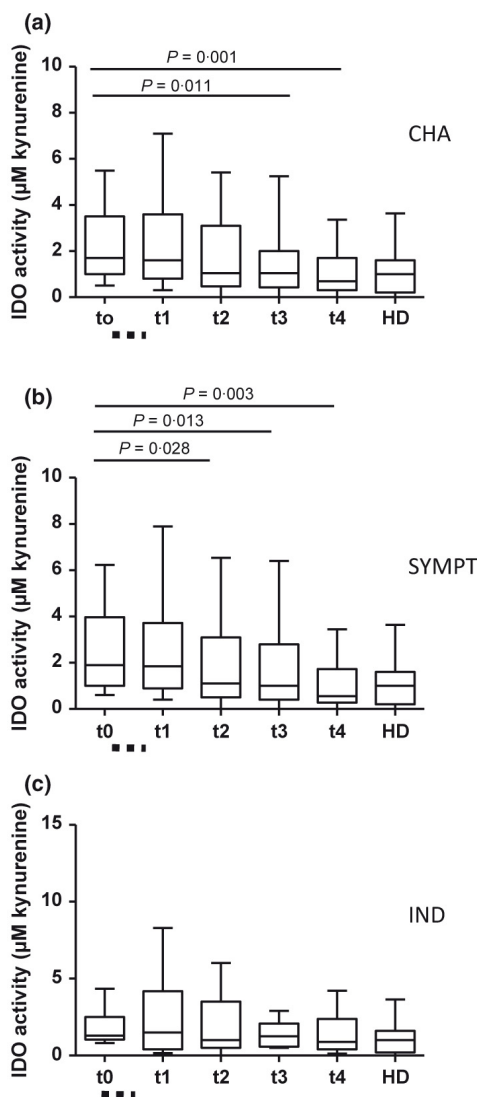 (a)
P = 0·001
P = 0·011
IDO activity (µM kynurenine)
10
8
6
4
2
0
CHA
to t1 t2 t3 t4 HD
(b)
P = 0·003
P = 0·013
P = 0·028
IDO activity (µM kynurenine)
10
8
6
4
2
0
SYMPT
t0 t1 t2 t3 t4 HD
(c)
IDO activity (µM kynurenine)
15
10
5
0
IND
t0 t1 t2 t3 t4 HD